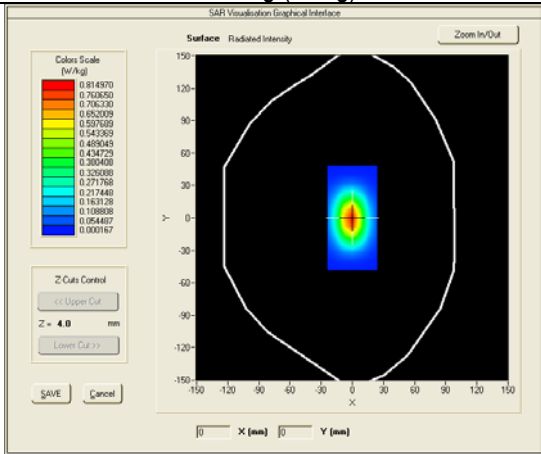 SAR Visualisation Graphical Interface
Surface Radiated Intensity
Zoom In/Out
Colors Scale
(W/kg)
0.814970
0.760650
0.706330
0.652009
0.597689
0.543369
0.489049
0.434729
0.380408
0.326088
0.271768
0.217448
0.163128
0.108808
0.054487
0.000167
150
120
90
60
30
0
-30
-60
-90
-120
-150
Y
-150 -120 -90 -60 -30 0 30 60 90 120 150
X
Z-Cuts Control
<< Upper Cut
Z = 4.0 mm
Lower Cut >>
SAVE Cancel
0 X (mm) 0 Y (mm)